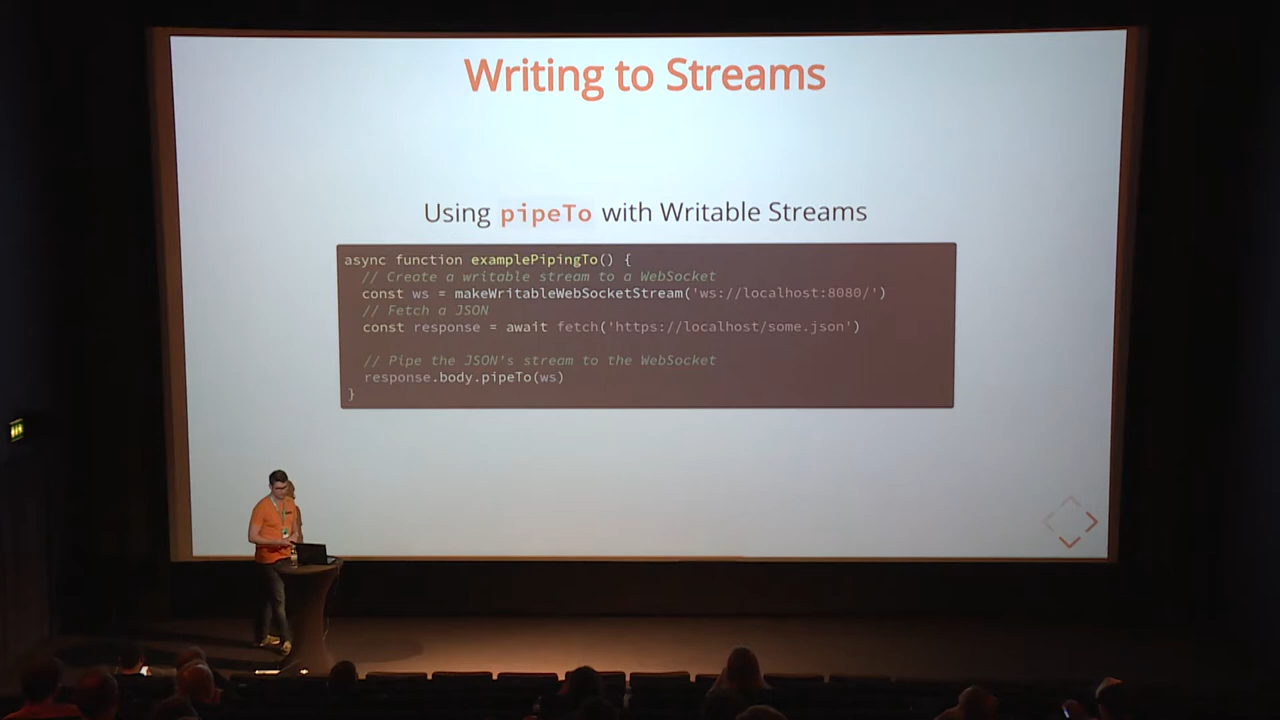 Writing to Streams
Using pipeTo with Writable Streams
async function examplePipingTo() {
// Create a writable stream to a WebSocket
const ws = makeWritableWebSocketStream('ws://localhost:8080/')
// Fetch a JSON
const response = await fetch('https://localhost/some.json')
// Pipe the JSON's stream to the WebSocket
response.body.pipeTo(ws)
}